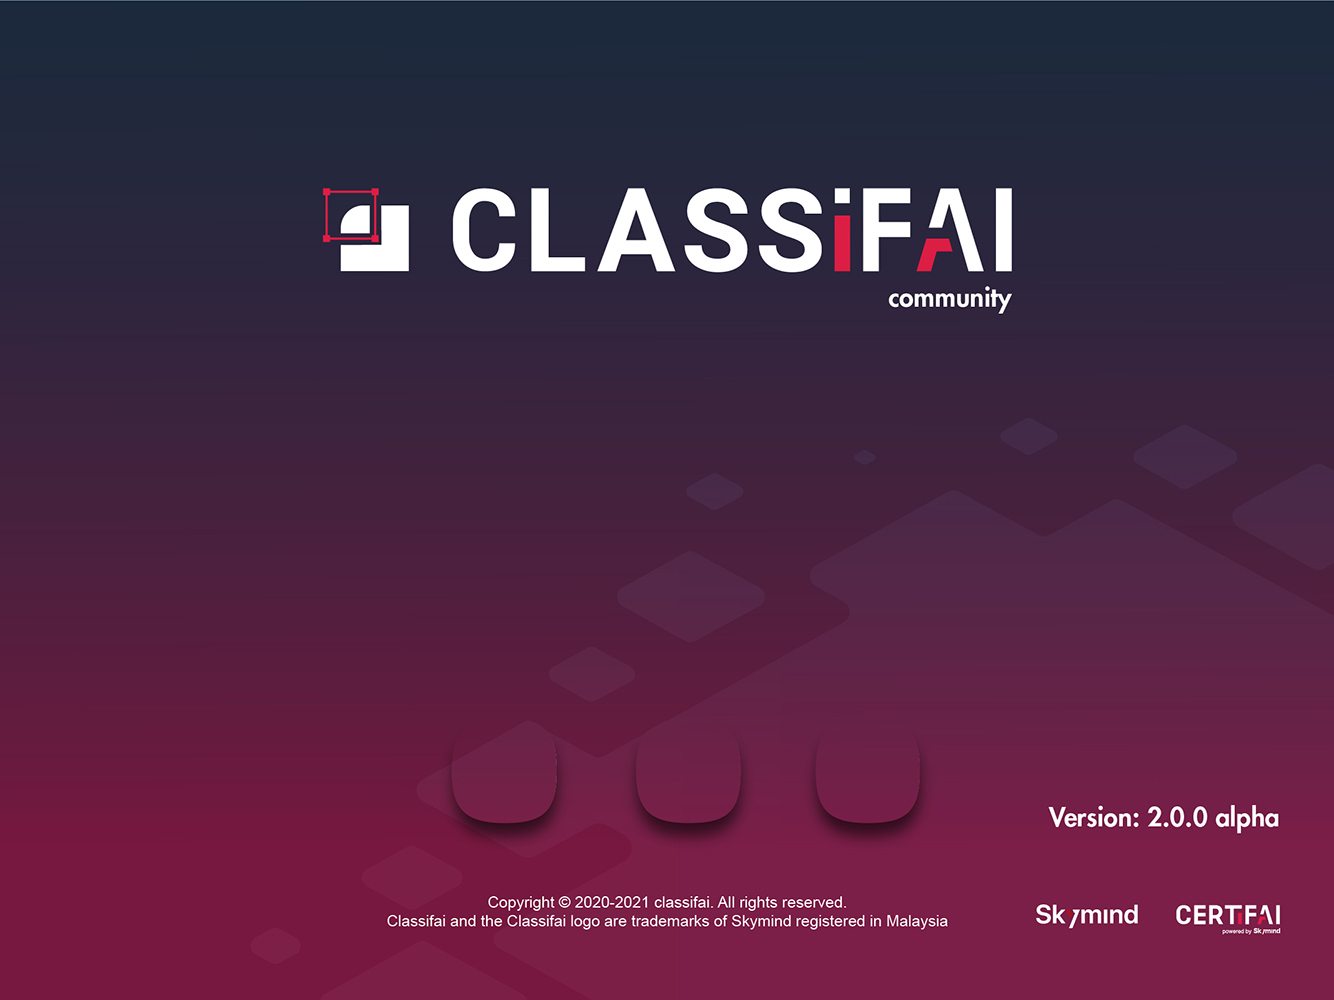 CLASSiFAI
community
Version: 2.0.0 alpha
Copyright © 2020-2021 classifai. All rights reserved.
Classifai and the Classifai logo are trademarks of Skymind registered in Malaysia
Skymind
CERTiFAI
powered by Skymind